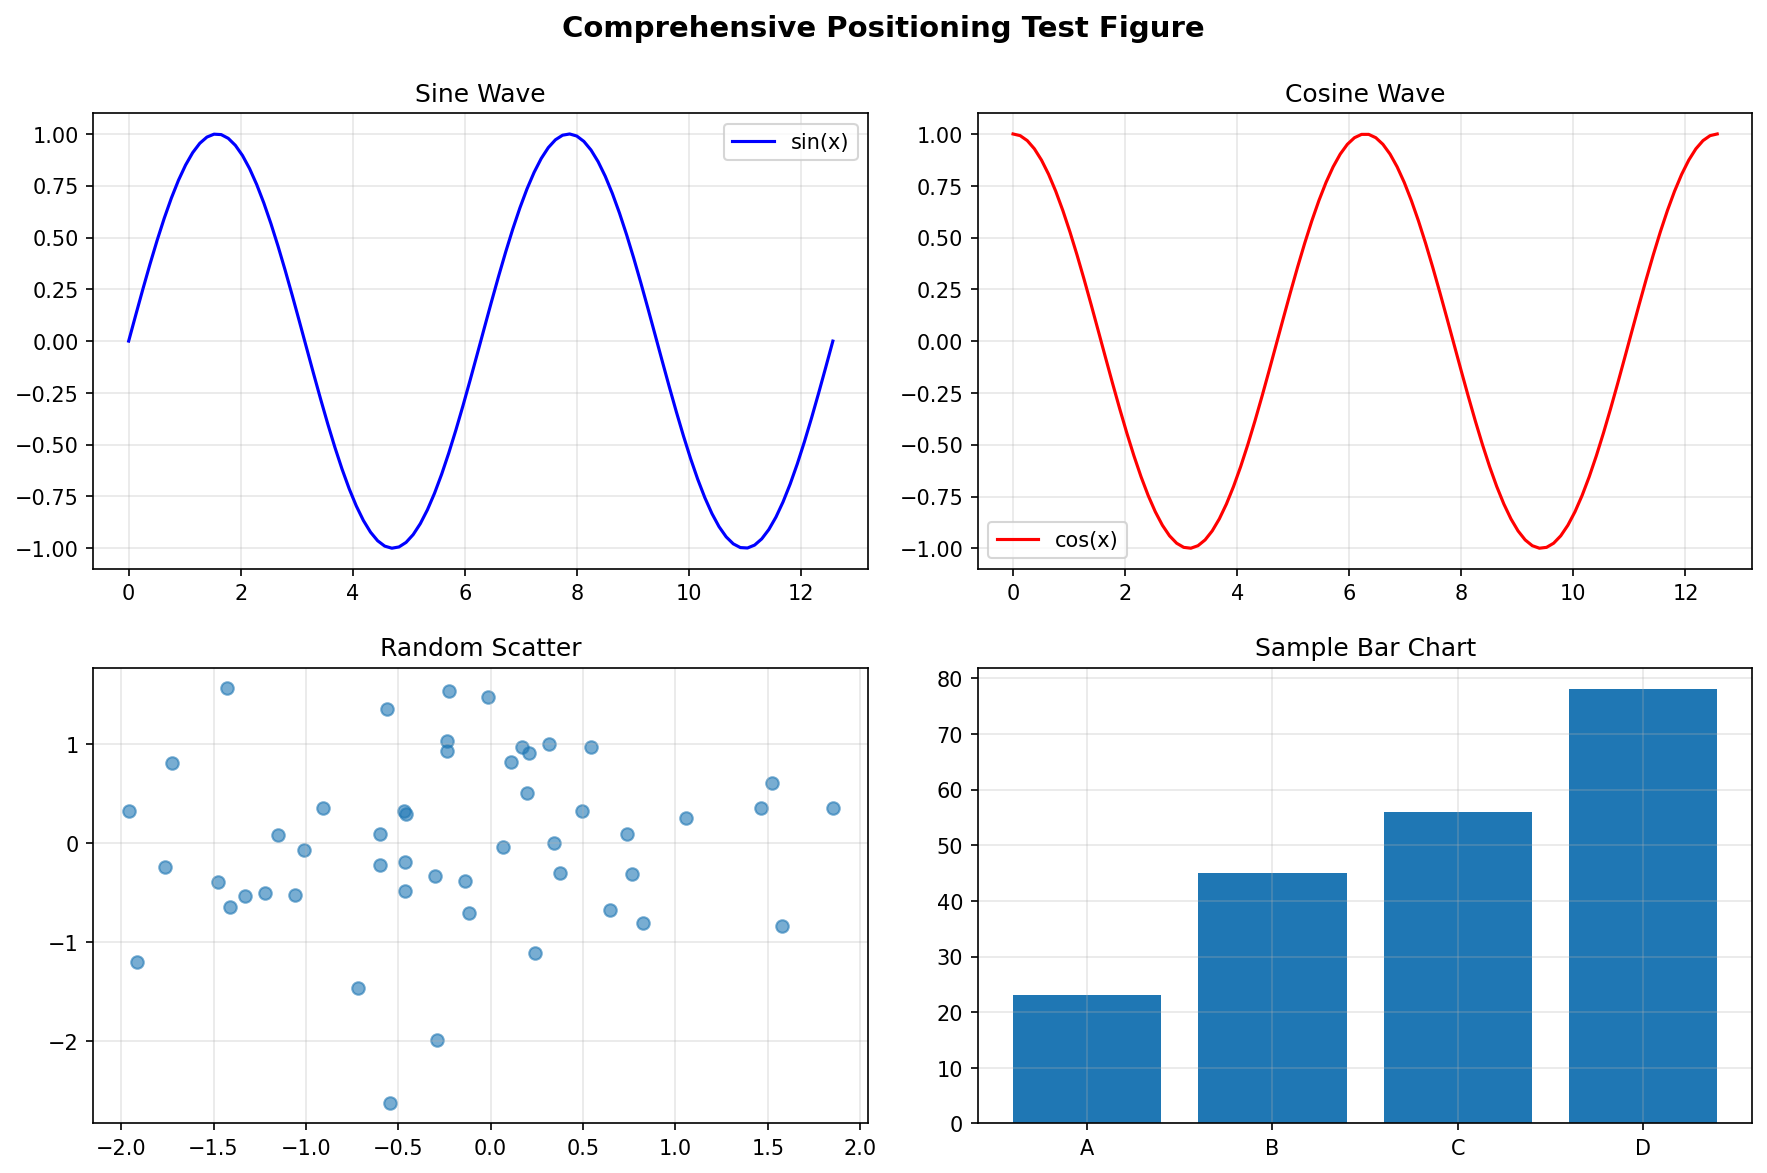 Comprehensive Positioning Test Figure
Sine Wave
1.00
0.75
0.50
0.25
0.00
−0.25
−0.50
−0.75
−1.00
sin(x)
0 2 4 6 8 10 12
Cosine Wave
1.00
0.75
0.50
0.25
0.00
−0.25
−0.50
−0.75
−1.00
cos(x)
0 2 4 6 8 10 12
Random Scatter
1
0
−1
−2
−2.0 −1.5 −1.0 −0.5 0.0 0.5 1.0 1.5 2.0
Sample Bar Chart
80
70
60
50
40
30
20
10
0
A B C D